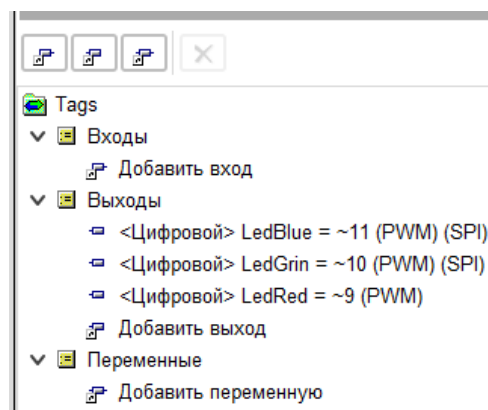 Tags
Входы
Добавить вход
Выходы
<Цифровой> LedBlue = ~11 (PWM) (SPI)
<Цифровой> LedGrin = ~10 (PWM) (SPI)
<Цифровой> LedRed = ~9 (PWM)
Добавить выход
Переменные
Добавить переменную